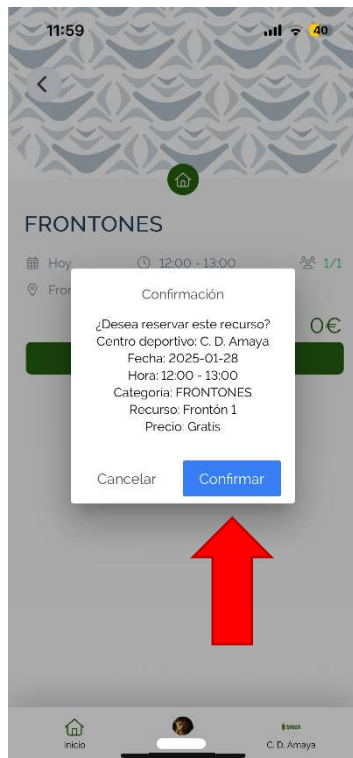 11:59
40
FRONTONES
Hoy
12:00 - 13:00
1/1
Fron
0€
Confirmación
¿Desea reservar este recurso?
Centro deportivo: C. D. Amaya
Fecha: 2025-01-28
Hora: 12:00 - 13:00
Categoria: FRONTONES
Recurso: Frontón 1
Precio: Gratis
Cancelar
Confirmar
Inicio
C. D. Amaya